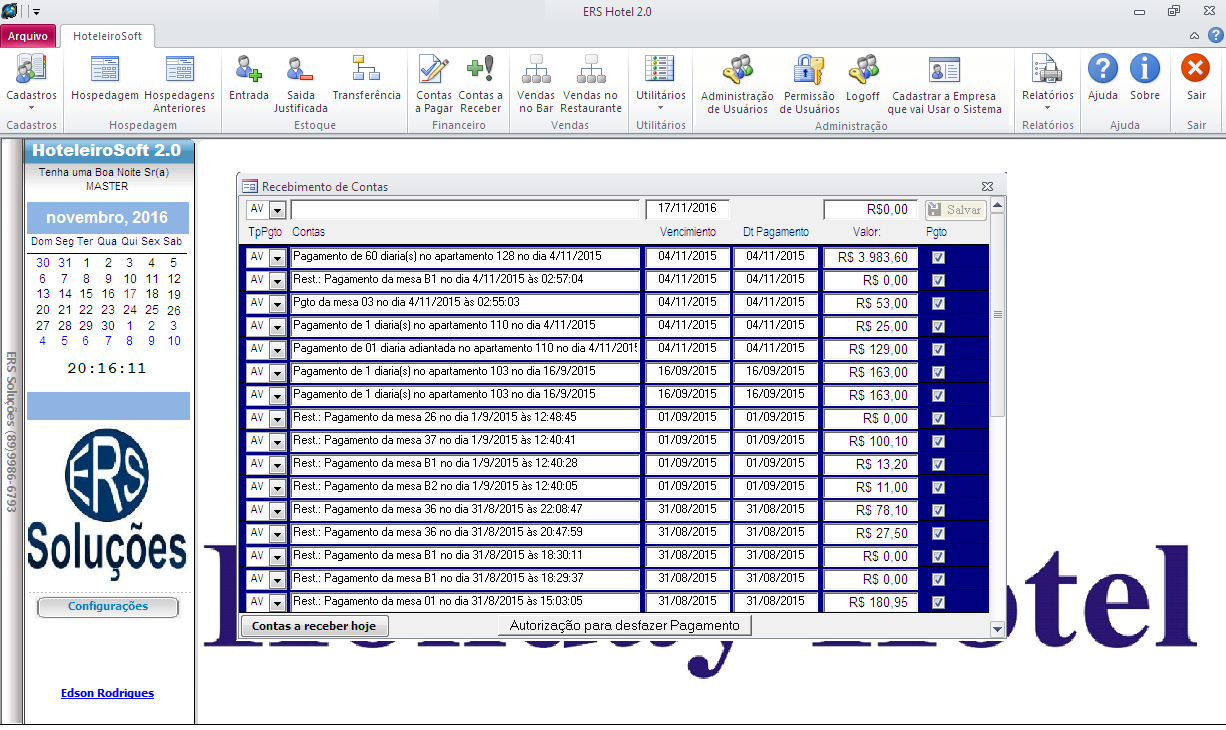 ERS Hotel 2.0
Arquivo HoteleiroSoft
Cadastros Hospedagem Hospedagens Anteriores Entrada Saida Justificada Transferência Contas a Pagar Contas a Receber Vendas no Bar Vendas no Restaurante Utilitários Administração de Usuários Permissão de Usuários Logoff Cadastrar a Empresa que vai Usar o Sistema Relatórios Ajuda Sobre Sair
Cadastros Hospedagem Estoque Financeiro Vendas Utilitários Administração Relatórios Ajuda Sair
ERS Soluções (89)9986-6793
HoteleiroSoft 2.0
Tenha uma Boa Noite Sr(a)
MASTER
novembro, 2016
Dom Seg Ter Qua Qui Sex Sab
30 31 1 2 3 4 5
6 7 8 9 10 11 12
13 14 15 16 17 18 19
20 21 22 23 24 25 26
27 28 29 30 1 2 3
4 5 6 7 8 9 10
20:16:11
ERS
Soluções
Configurações
Edson Rodrigues
Recebimento de Contas
AV 17/11/2016 R$0,00 Salvar
TpPgto Contas Vencimiento Dt Pagamento Valor: Pgto
AV Pagamento de 60 diaria(s) no apartamento 128 no dia 4/11/2015 04/11/2015 04/11/2015 R$ 3.983,60
AV Rest.: Pagamento da mesa B1 no dia 4/11/2015 às 02:57:04 04/11/2015 04/11/2015 R$ 0,00
AV Pgto da mesa 03 no dia 4/11/2015 às 02:55:03 04/11/2015 04/11/2015 R$ 53,00
AV Pagamento de 1 diaria(s) no apartamento 110 no dia 4/11/2015 04/11/2015 04/11/2015 R$ 25,00
AV Pagamento de 01 diaria adiantada no apartamento 110 no dia 4/11/201 04/11/2015 04/11/2015 R$ 129,00
AV Pagamento de 1 diaria(s) no apartamento 103 no dia 16/9/2015 16/09/2015 16/09/2015 R$ 163,00
AV Pagamento de 1 diaria(s) no apartamento 103 no dia 16/9/2015 16/09/2015 16/09/2015 R$ 163,00
AV Rest.: Pagamento da mesa 26 no dia 1/9/2015 às 12:48:45 01/09/2015 01/09/2015 R$ 0,00
AV Rest.: Pagamento da mesa 37 no dia 1/9/2015 às 12:40:41 01/09/2015 01/09/2015 R$ 100,10
AV Rest.: Pagamento da mesa B1 no dia 1/9/2015 às 12:40:28 01/09/2015 01/09/2015 R$ 13,20
AV Rest.: Pagamento da mesa B2 no dia 1/9/2015 às 12:40:05 01/09/2015 01/09/2015 R$ 11,00
AV Rest.: Pagamento da mesa 36 no dia 31/8/2015 às 22:08:47 31/08/2015 31/08/2015 R$ 78,10
AV Rest.: Pagamento da mesa 36 no dia 31/8/2015 às 20:47:59 31/08/2015 31/08/2015 R$ 27,50
AV Rest.: Pagamento da mesa B1 no dia 31/8/2015 às 18:30:11 31/08/2015 31/08/2015 R$ 0,00
AV Rest.: Pagamento da mesa B1 no dia 31/8/2015 às 18:29:37 31/08/2015 31/08/2015 R$ 0,00
AV Rest.: Pagamento da mesa 01 no dia 31/8/2015 às 15:03:05 31/08/2015 31/08/2015 R$ 180,95
Contas a receber hoje Autorização para desfazer Pagamento